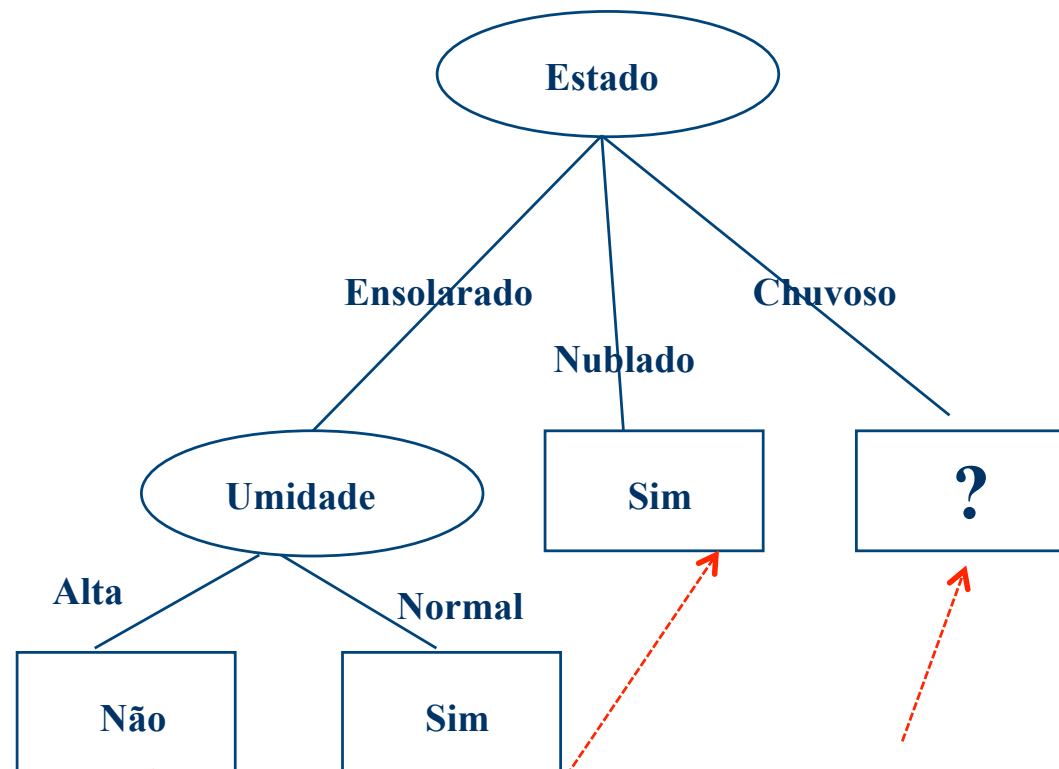 Estado
Ensolarado
Chuvoso
Nublado
Umidade
Sim
?
Alta
Normal
Não
Sim